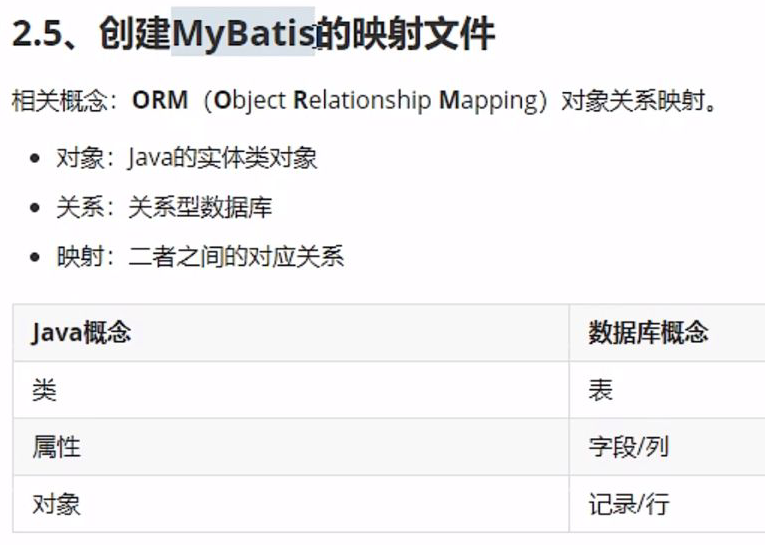 2.5、创建MyBatis的映射文件
相关概念：ORM（Object Relationship Mapping）对象关系映射。
对象：Java的实体类对象
关系：关系型数据库
映射：二者之间的对应关系
Java概念 数据库概念
类 表
属性 字段/列
对象 记录/行